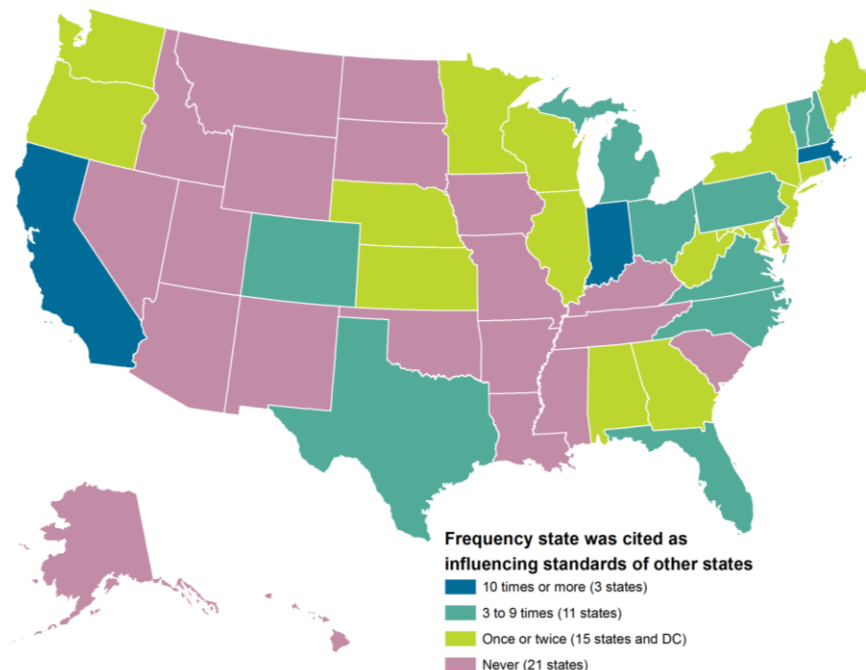 Frequency state was cited as
influencing standards of other states
10 times or more (3 states)
3 to 9 times (11 states)
Once or twice (15 states and DC)
Never (21 states)